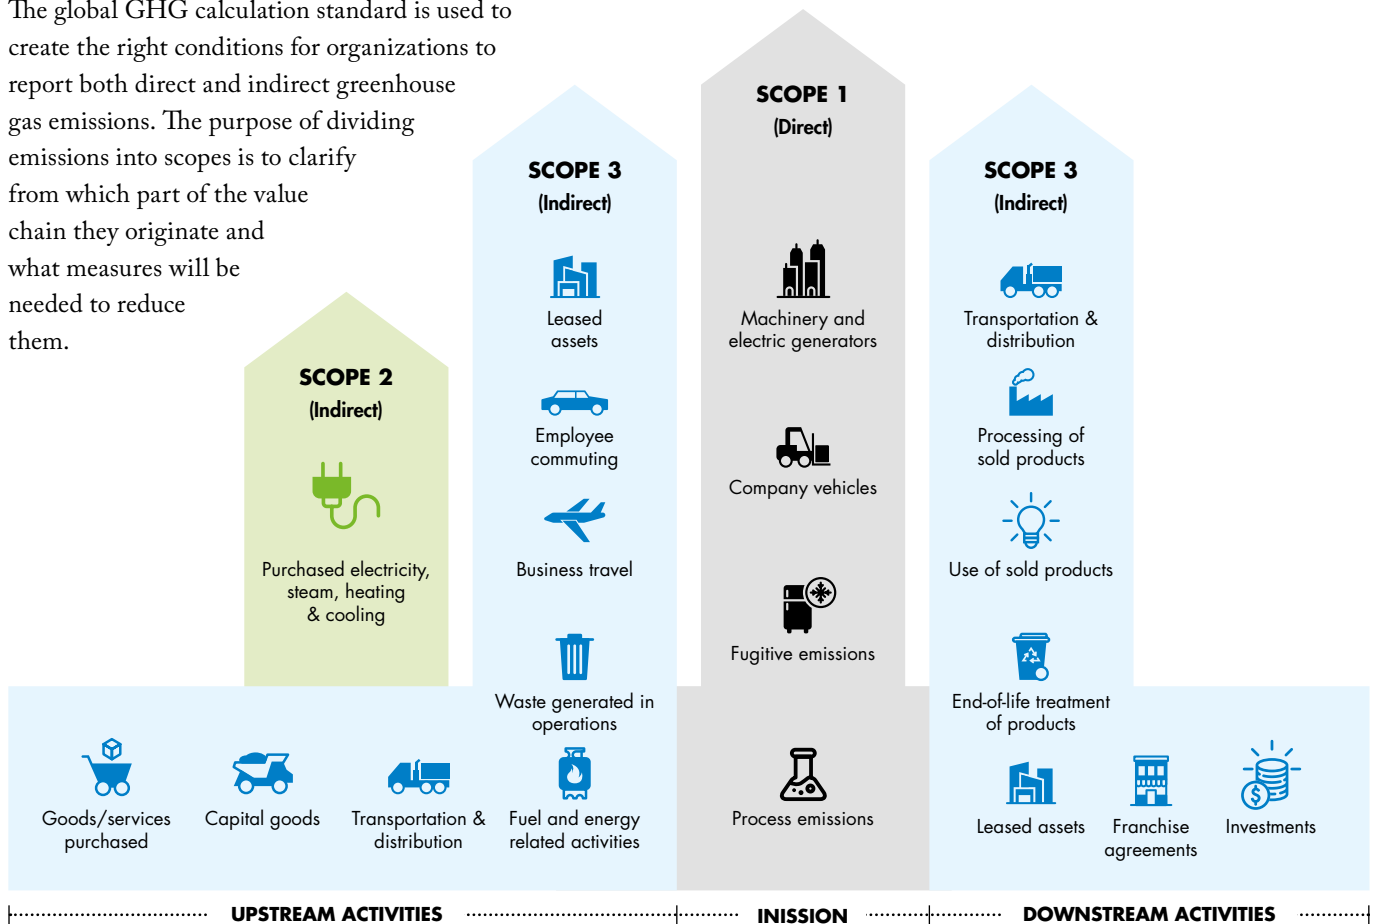 The global GHG calculation standard is used to
create the right conditions for organizations to
report both direct and indirect greenhouse
gas emissions. The purpose of dividing
emissions into scopes is to clarify
from which part of the value
chain they originate and
what measures will be
needed to reduce
them.
SCOPE 2
(Indirect)
Purchased electricity,
steam, heating
& cooling
SCOPE 3
(Indirect)
Leased
assets
Employee
commuting
Business travel
Waste generated in
operations
Goods/services
purchased
Capital goods
Transportation &
distribution
Fuel and energy
related activities
SCOPE 1
(Direct)
Machinery and
electric generators
Company vehicles
Fugitive emissions
Process emissions
SCOPE 3
(Indirect)
Transportation &
distribution
Processing of
sold products
Use of sold products
End-of-life treatment
of products
Leased assets
Franchise
agreements
Investments
UPSTREAM ACTIVITIES
INISSION
DOWNSTREAM ACTIVITIES